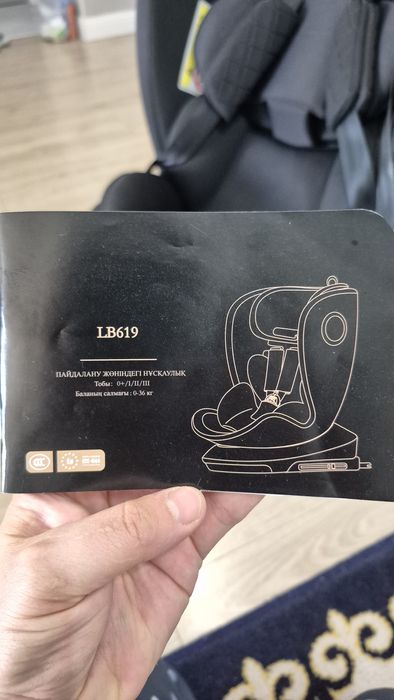 LB619
ПАЙДАЛАНУ ЖӨНІНДЕГІ НҰСҚАУЛЫҚ
Тобы: 0+/I/II/III
Баланың салмағы: 0-36 кг